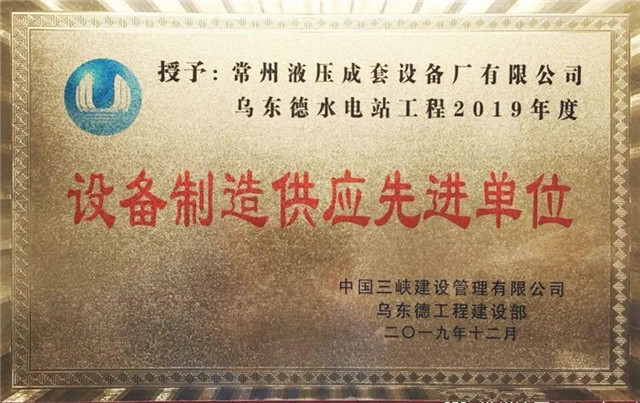 授予：常州液压成套设备厂有限公司
乌东德水电站工程2019年度
设备制造供应先进单位
中国三峡建设管理有限公司
乌东德工程建设部
二〇一九年十二月